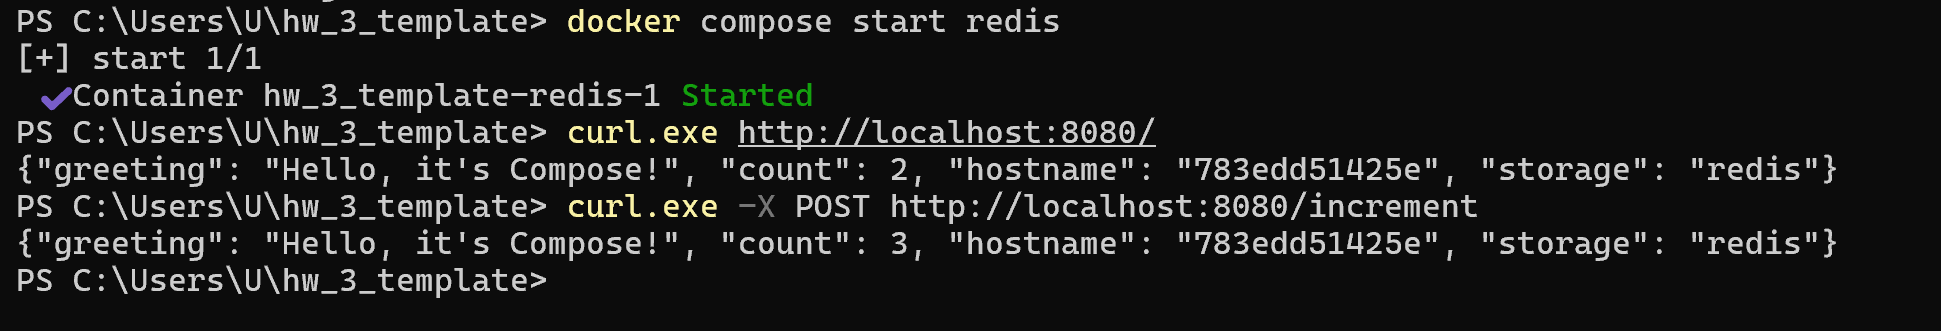 PS C:\Users\U\hw_3_template> docker compose start redis
[+] start 1/1
✔Container hw_3_template-redis-1 Started
PS C:\Users\U\hw_3_template> curl.exe http://localhost:8080/
{"greeting": "Hello, it's Compose!", "count": 2, "hostname": "783edd51425e", "storage": "redis"}
PS C:\Users\U\hw_3_template> curl.exe -X POST http://localhost:8080/increment
{"greeting": "Hello, it's Compose!", "count": 3, "hostname": "783edd51425e", "storage": "redis"}
PS C:\Users\U\hw_3_template>